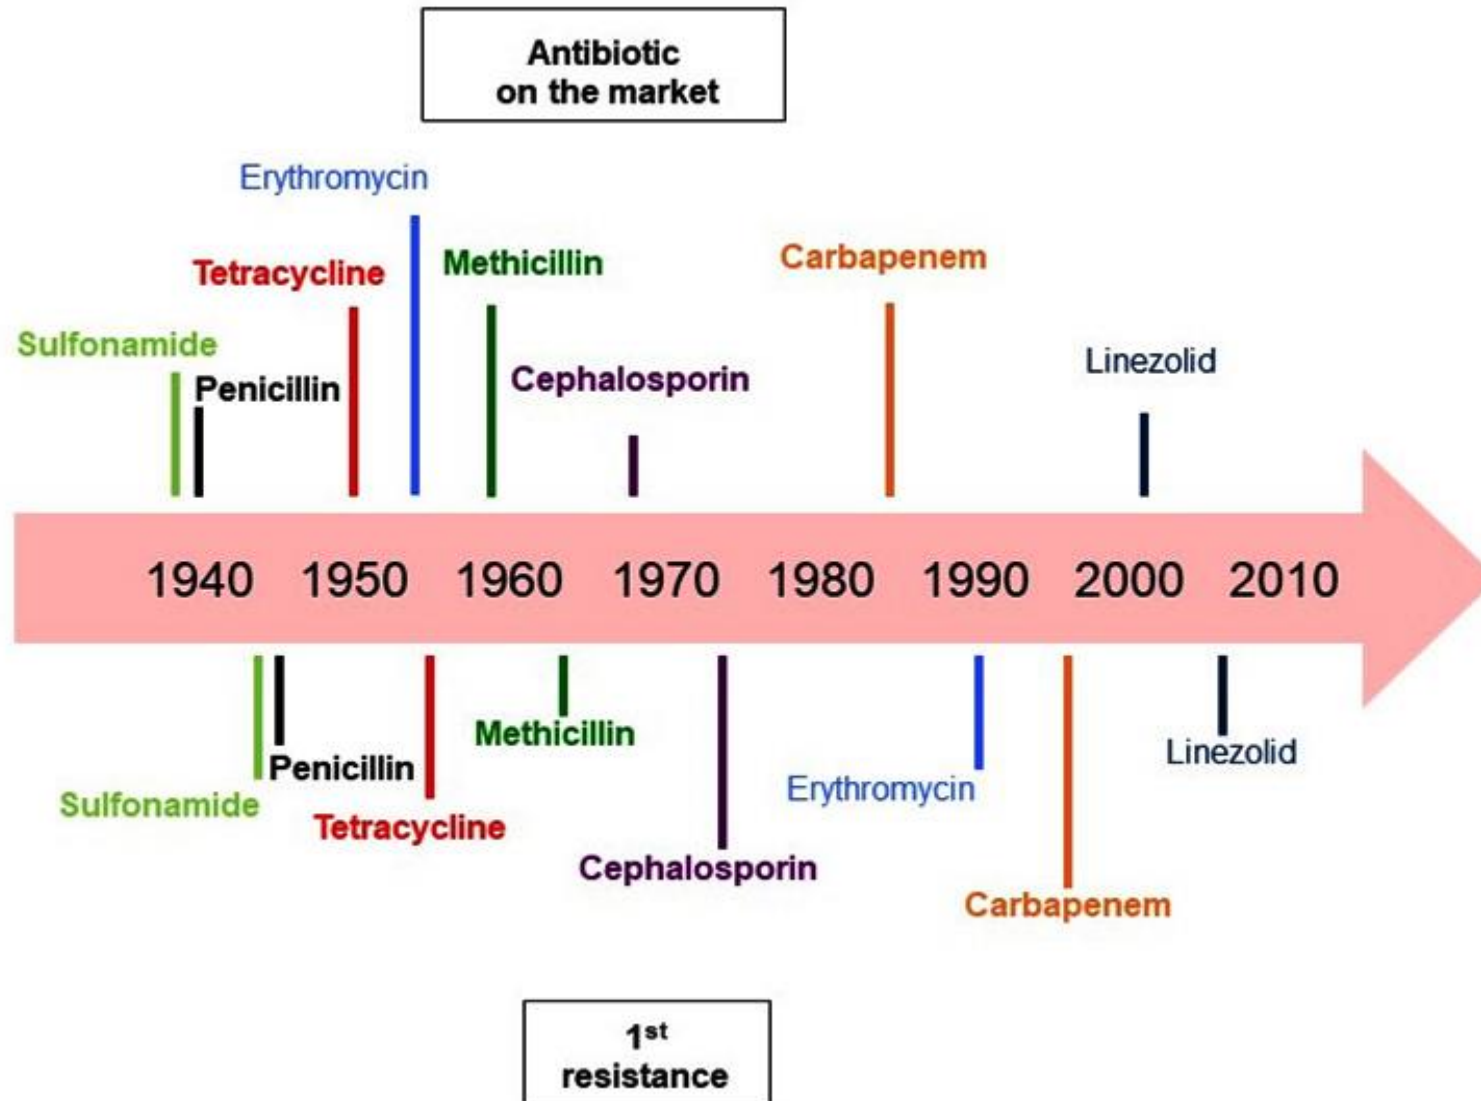 Antibiotic
on the market
Erythromycin
Tetracycline
Methicillin
Carbapenem
Sulfonamide
Penicillin
Cephalosporin
Linezolid
1940 1950 1960 1970 1980 1990 2000 2010
Methicillin
Penicillin
Linezolid
Sulfonamide
Erythromycin
Tetracycline
Cephalosporin
Carbapenem
1st
resistance